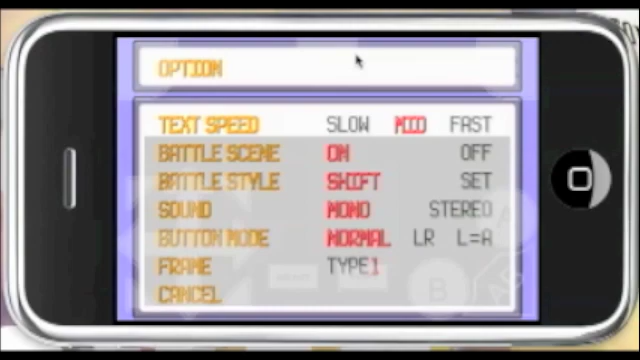 OPTION
TEXT SPEED SLOW MID FAST
BATTLE SCENE ON OFF
BATTLE STYLE SHIFT SET
SOUND MONO STEREO
BUTTON MODE NORMAL LR L=A
FRAME TYPE1
CANCEL
B